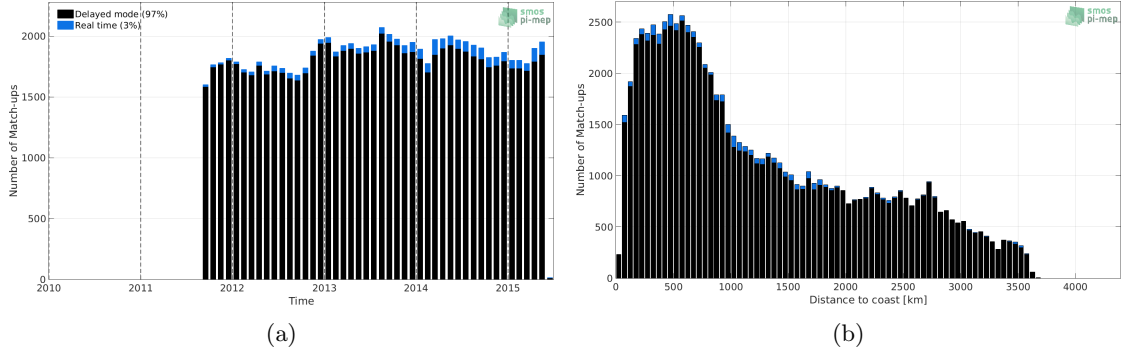 Delayed mode (97%)
Real time (3%)
smos
pi-mep
2000
1500
1000
500
0
Number of Match-ups
2010
2011
2012
2013
2014
2015
Time
(a)
smos
pi-mep
2500
2000
1500
1000
500
0
Number of Match-ups
0
500
1000
1500
2000
2500
3000
3500
4000
Distance to coast [km]
(b)